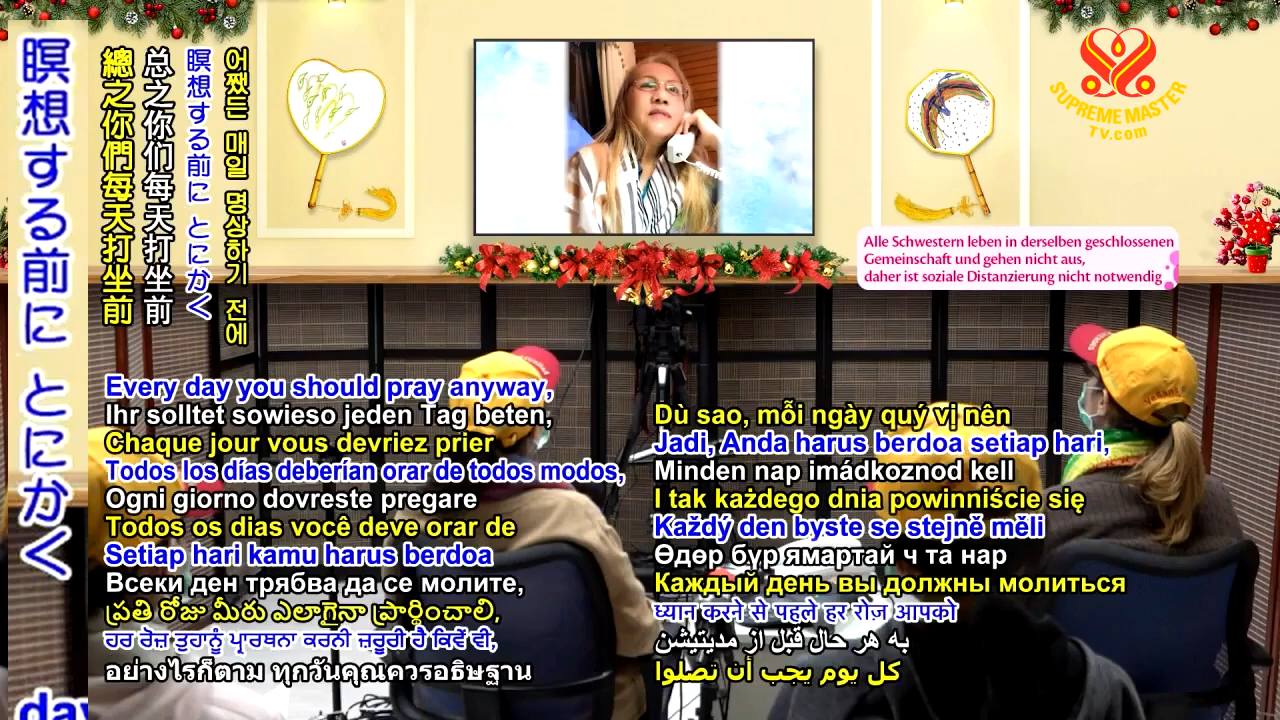 瞑想する前に とにかく
總之你們每天打坐前
总之你们每天打坐前
瞑想する前に とにかく
어쨌든 매일 명상하기 전에
SUPREME MASTER
TV.com
Alle Schwestern leben in derselben geschlossenen
Gemeinschaft und gehen nicht aus,
daher ist soziale Distanzierung nicht notwendig
Every day you should pray anyway,
Ihr solltet sowieso jeden Tag beten,
Chaque jour vous devriez prier
Todos los días deberían orar de todos modos,
Ogni giorno dovreste pregare
Todos os dias você deve orar de
Setiap hari kamu harus berdoa
Всеки ден трябва да се молите,
ప్రతి రోజు మీరు ఎలాగైనా ప్రార్థించాలి,
ਹਰ ਰੋਜ਼ ਤੁਹਾਨੂੰ ਪ੍ਰਾਰਥਨਾ ਕਰਨੀ ਜ਼ਰੂਰੀ ਹੈ ਕਿਵੇਂ ਵੀ,
อย่างไรก็ตาม ทุกวันคุณควรอธิษฐาน
Dù sao, mỗi ngày quý vị nên
Jadi, Anda harus berdoa setiap hari,
Minden nap imádkoznod kell
I tak każdego dnia powinniście się
Každý den byste se stejně měli
Өдөр бүр ямартай ч та нар
Каждый день вы должны молиться
ध्यान करने से पहले हर रोज़ आपको
به هر حال قبل از مدیتیشن
كل يوم يجب أن تصلوا
day